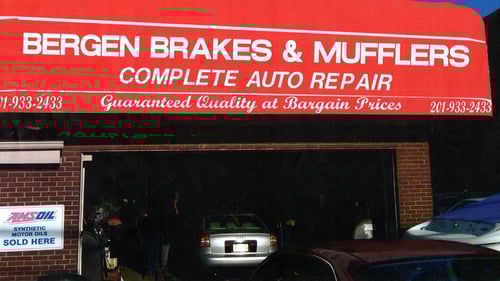 BERGEN BRAKES & MUFFLERS
COMPLETE AUTO REPAIR
01-933-2433 Guaranteed Quality at Bargain Prices 201-933-2433
AMSOIL
SYNTHETIC
MOTOR OILS
SOLD HERE